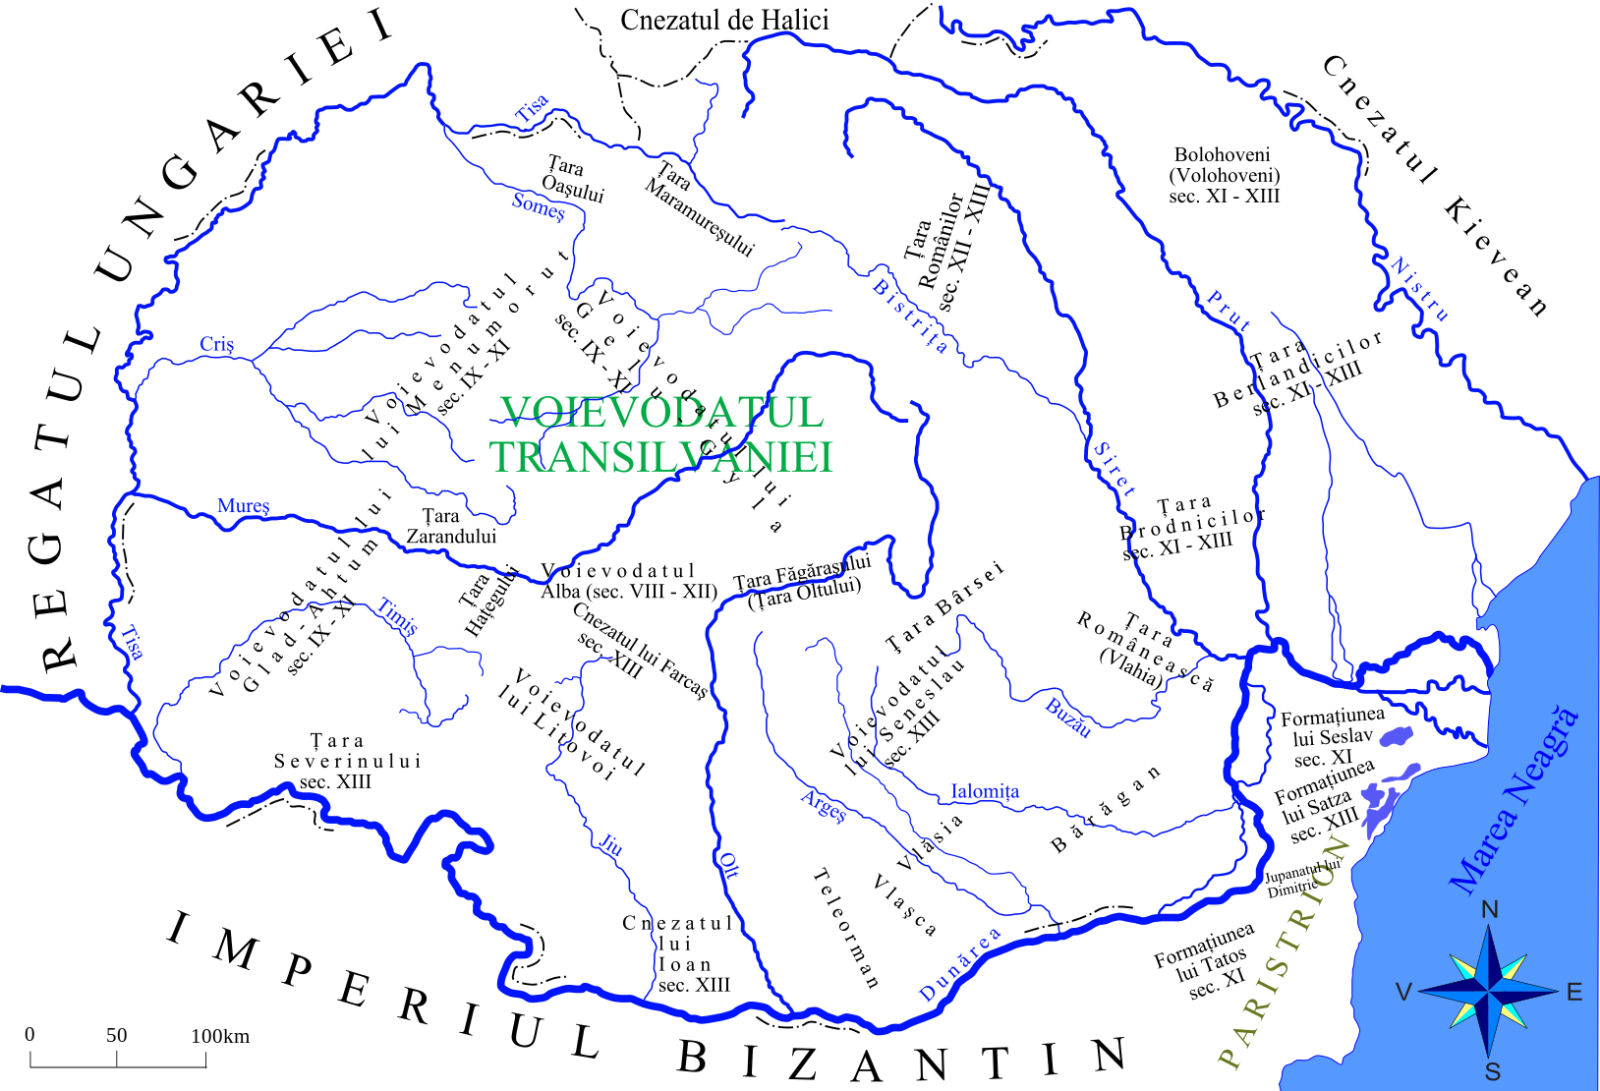 Cnezatul de Halici
REGATUL UNGARIEI
Cnezatul Kievean
Tisa
Țara
Oașului
Țara
Maramureșului
Someș
Bolohoveni
(Volohoveni)
sec. XI - XIII
Țara
Românilor
sec. XII - XIII
Nistru
Bistrița
Prut
Criș
Voievodatul
lui Menumorut
sec. IX - XI
Voievodatul lui
Gelu - Gyla
sec. IX - XI
Țara
Berlandicilor
sec. XI - XIII
VOIEVODATUL
TRANSILVANIEI
Siret
Mureș
Țara
Zarandului
Țara
Brodnicilor
sec. XI - XIII
Voievodatul lui
Glad - Ahtum
sec. IX - XI
Țara
Hațegului
Voievodatul
Alba (sec. VIII - XII)
Țara Făgărașului
(Țara Oltului)
Țara Bârsei
Tisa
Timiș
Cnezatul lui Farcaș
sec. XIII
Țara
Românească
(Vlahia)
Voievodatul
lui Litovoi
Voievodatul
lui Seneslau
sec. XIII
Buzău
Țara
Severinului
sec. XIII
Formațiunea
lui Seslav
sec. XI
Formațiunea
lui Satza
sec. XIII
Marea Neagră
Argeș
Ialomița
Bărăgan
Vlăsia
Jiu
Olt
Teleorman
Vlașca
Jupanatul lui
Dimitrie
PARISTRION
Cnezatul
lui
Ioan
sec. XIII
Dunărea
Formațiunea
lui Tatos
sec. XI
IMPERIUL BIZANTIN
N
V
E
S
0 50 100km